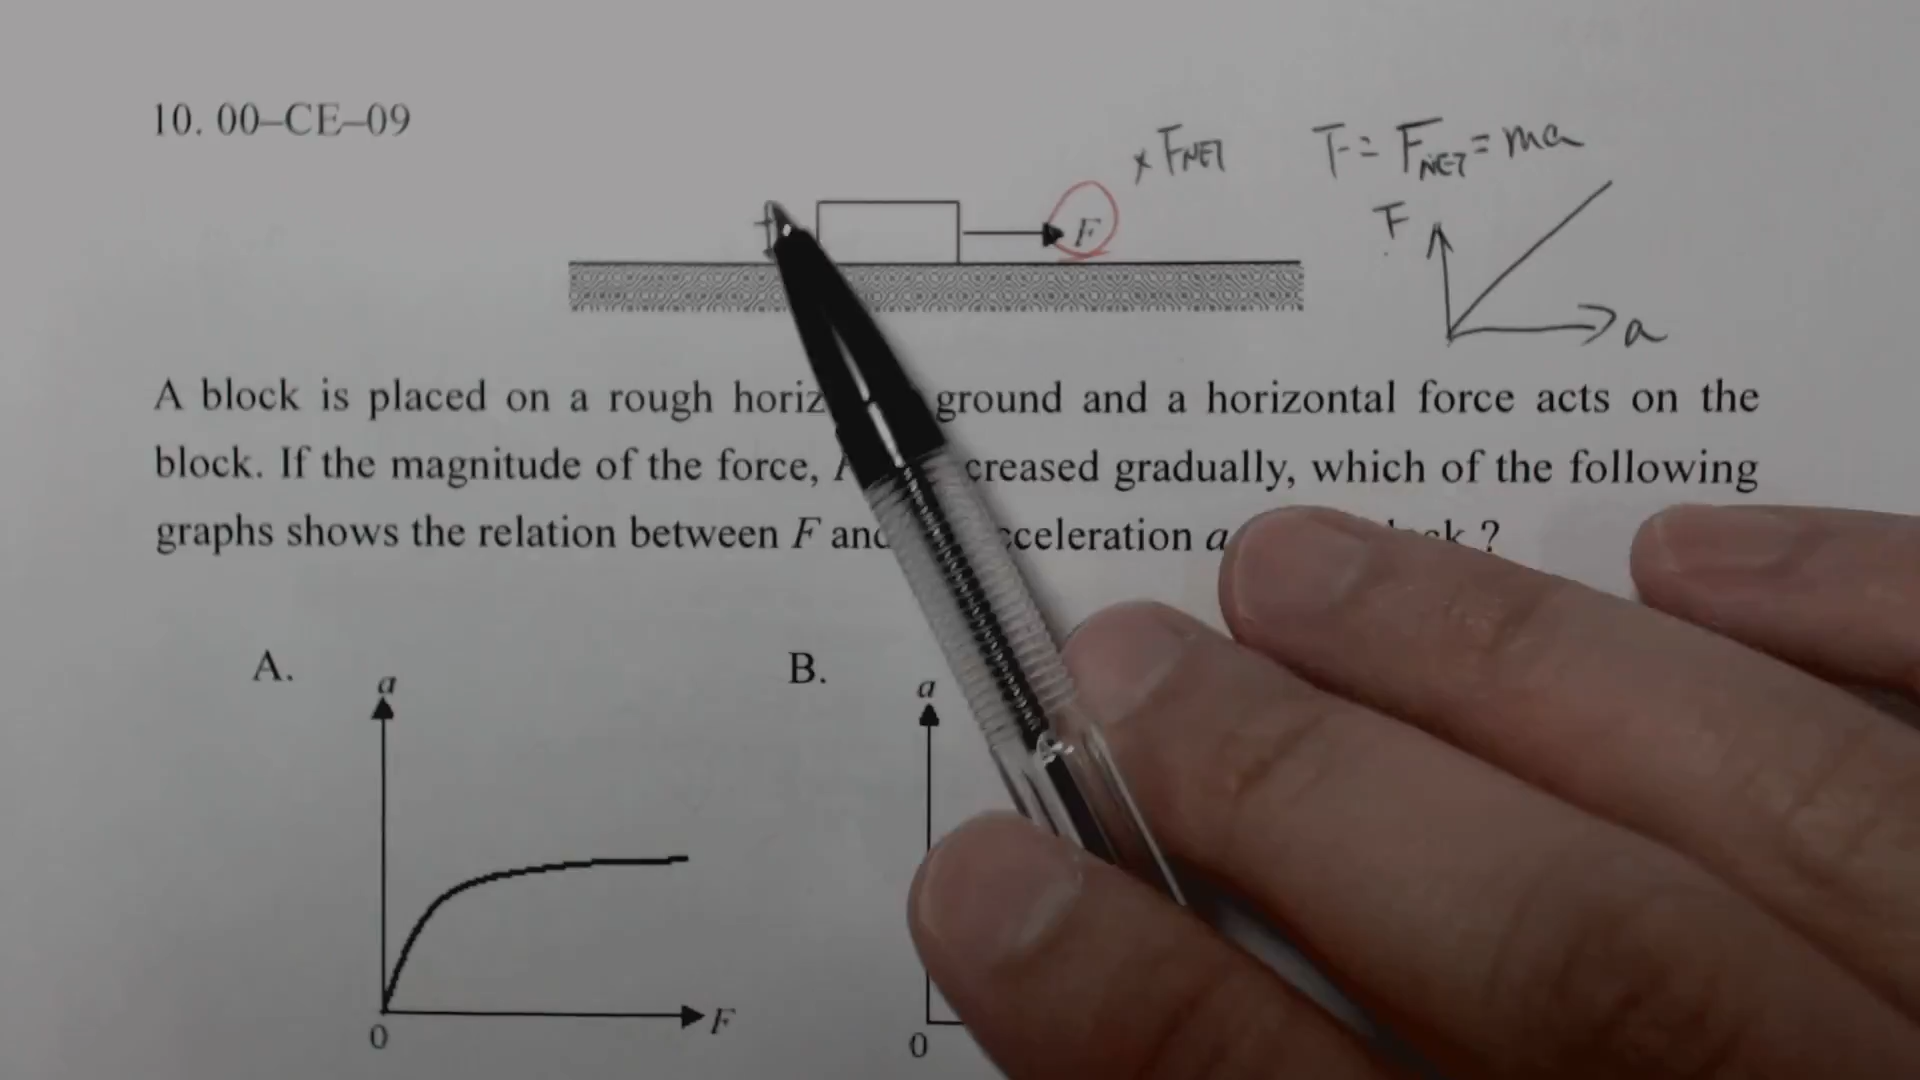 10. 00–CE–09
× FNET F = FNET = ma
F
F
a
A block is placed on a rough ground and a horizontal force acts on the
block. If the magnitude of the force, creased gradually, which of the following
graphs shows the relation between F and cceleration a ?
A.
a
0
F
B.
a
0